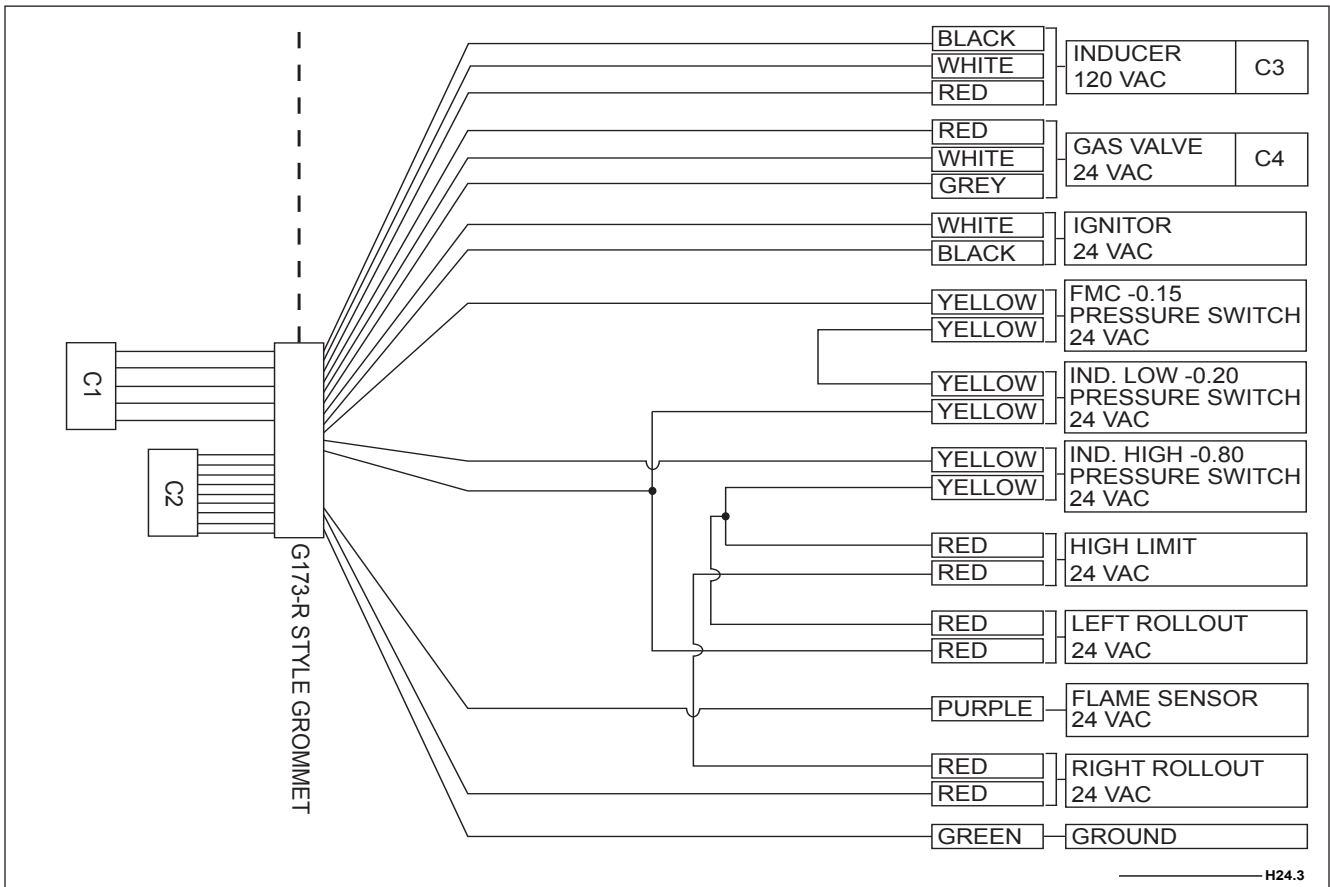 BLACK
WHITE
RED
INDUCER
120 VAC
C3
RED
WHITE
GREY
GAS VALVE
24 VAC
C4
WHITE
BLACK
IGNITOR
24 VAC
YELLOW
YELLOW
FMC -0.15
PRESSURE SWITCH
24 VAC
YELLOW
YELLOW
IND. LOW -0.20
PRESSURE SWITCH
24 VAC
YELLOW
YELLOW
IND. HIGH -0.80
PRESSURE SWITCH
24 VAC
RED
RED
HIGH LIMIT
24 VAC
RED
RED
LEFT ROLLOUT
24 VAC
PURPLE
FLAME SENSOR
24 VAC
RED
RED
RIGHT ROLLOUT
24 VAC
GREEN
GROUND
C1
C2
G173-R STYLE GROMMET
H24.3